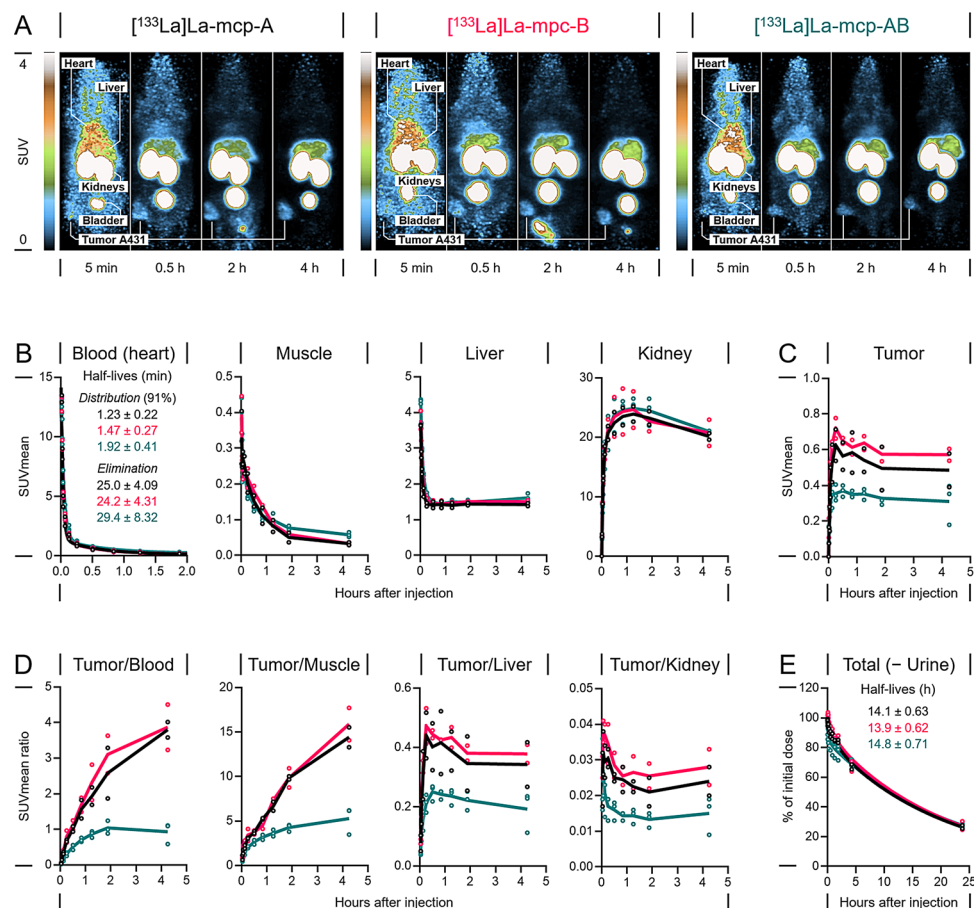 A
[¹³³La]La-mcp-A
[¹³³La]La-mpc-B
[¹³³La]La-mcp-AB
4
SUV
0
Heart
Liver
Kidneys
Bladder
Tumor A431
5 min 0.5 h 2 h 4 h
Heart
Liver
Kidneys
Bladder
Tumor A431
5 min 0.5 h 2 h 4 h
Heart
Liver
Kidneys
Bladder
Tumor A431
5 min 0.5 h 2 h 4 h
B
Blood (heart)
Half-lives (min)
Distribution (91%)
1.23 ± 0.22
1.47 ± 0.27
1.92 ± 0.41
Elimination
25.0 ± 4.09
24.2 ± 4.31
29.4 ± 8.32
SUVmean
15
10
5
0
0 0.5 1.0 1.5 2.0
Muscle
0.5
0.4
0.3
0.2
0.1
0.0
0 1 2 3 4 5
Liver
5
4
3
2
1
0
0 1 2 3 4 5
Kidney
30
20
10
0
0 1 2 3 4 5
Hours after injection
C
Tumor
SUVmean
1.0
0.8
0.6
0.4
0.2
0.0
0 1 2 3 4 5
Hours after injection
D
Tumor/Blood
SUVmean ratio
5
4
3
2
1
0
0 1 2 3 4 5
Tumor/Muscle
20
15
10
5
0
0 1 2 3 4 5
Tumor/Liver
0.6
0.4
0.2
0.0
0 1 2 3 4 5
Tumor/Kidney
0.05
0.04
0.03
0.02
0.01
0.00
0 1 2 3 4 5
Hours after injection
E
Total (− Urine)
Half-lives (h)
14.1 ± 0.63
13.9 ± 0.62
14.8 ± 0.71
% of initial dose
120
100
80
60
40
20
0
0 5 10 15 20 25
Hours after injection